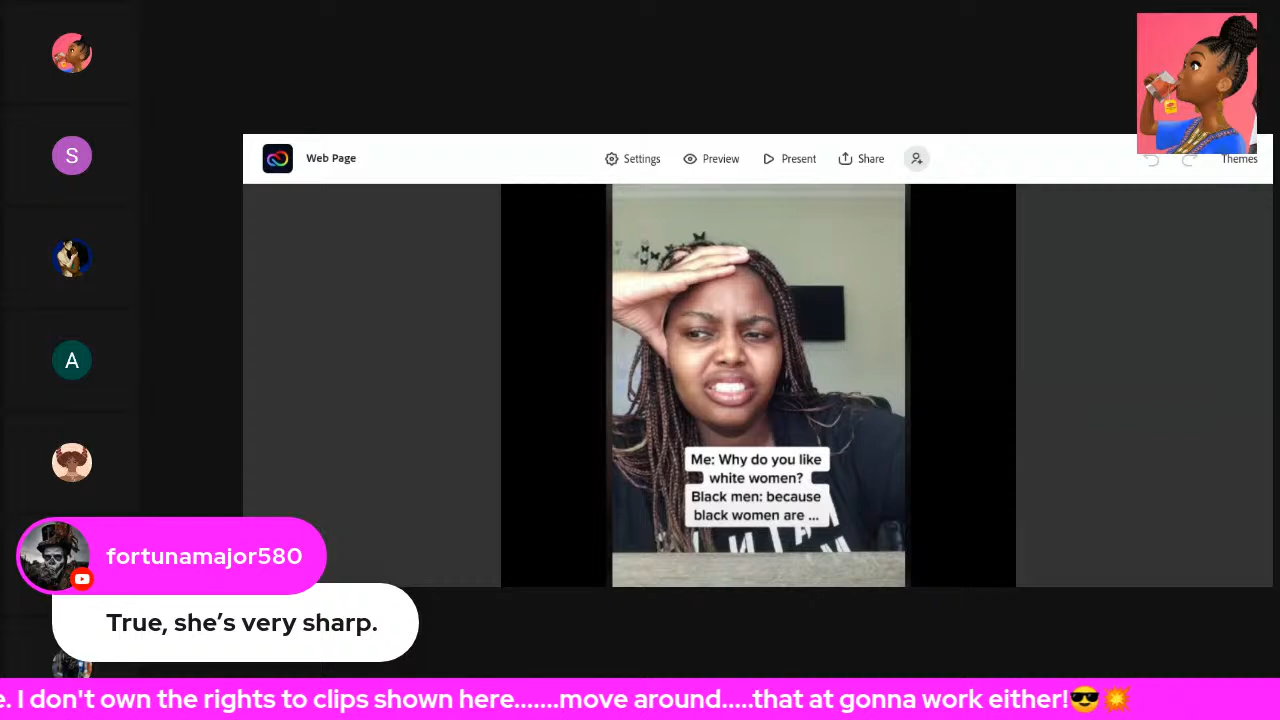 S
A
Web Page
Settings
Preview
Present
Share
Themes
Me: Why do you like
white women?
Black men: because
black women are ...
fortunamajor580
True, she’s very sharp.
e. I don't own the rights to clips shown here.......move around.....that at gonna work either!😎 💥